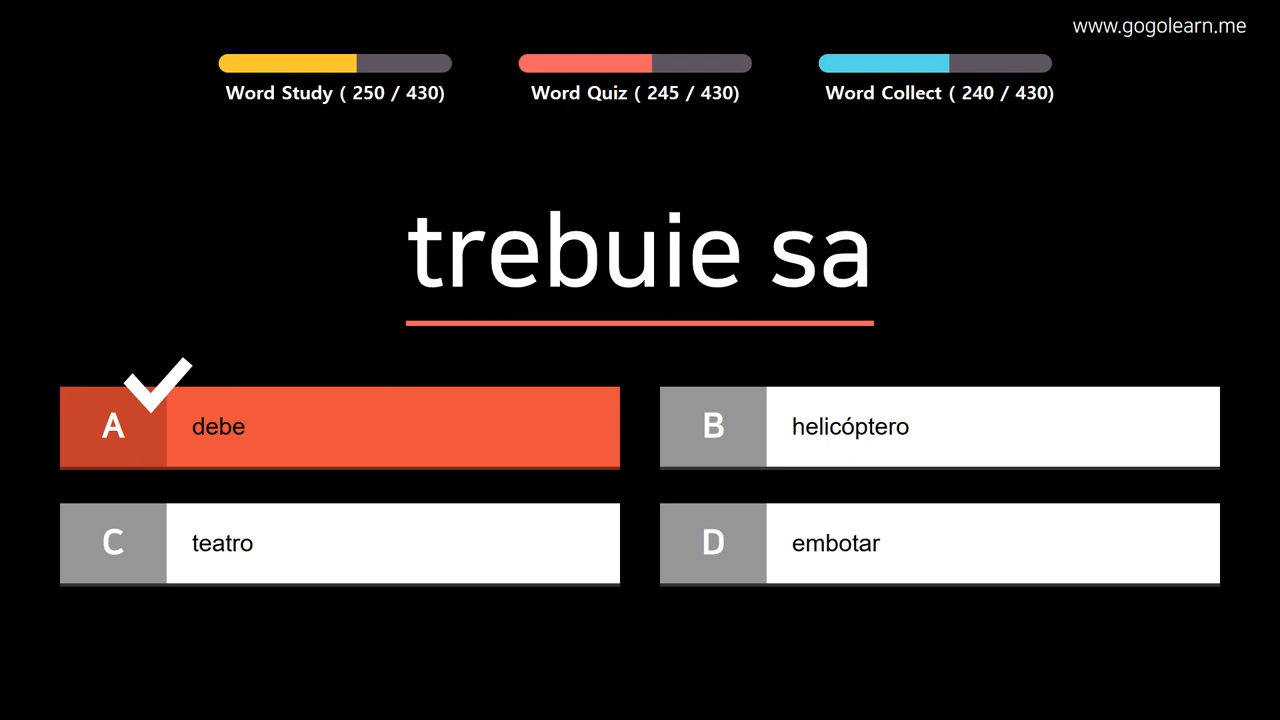 www.gogolearn.me
Word Study ( 250 / 430)
Word Quiz ( 245 / 430)
Word Collect ( 240 / 430)
trebuie sa
A debe
B helicóptero
C teatro
D embotar